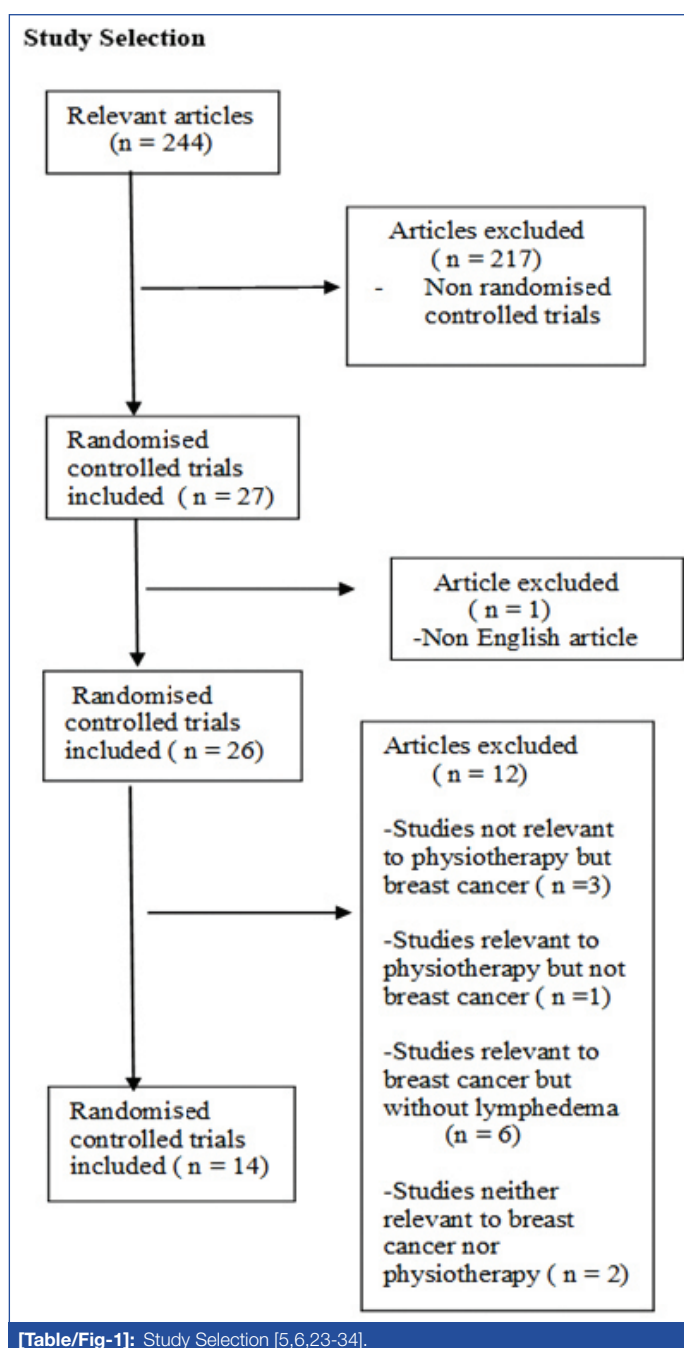 Study Selection
Relevant articles
(n = 244)
Articles excluded
( n = 217)
- Non randomised
controlled trials
Randomised
controlled trials
included ( n = 27)
Article excluded
( n = 1)
-Non English article
Randomised
controlled trials
included ( n = 26)
Articles excluded
( n = 12)
-Studies not relevant
to physiotherapy but
breast cancer ( n =3)
-Studies relevant to
physiotherapy but not
breast cancer ( n =1)
-Studies relevant to
breast cancer but
without lymphedema
(n = 6)
-Studies neither
relevant to breast
cancer nor
physiotherapy ( n = 2)
Randomised
controlled trials
included ( n = 14)
[Table/Fig-1]: Study Selection [5,6,23-34].